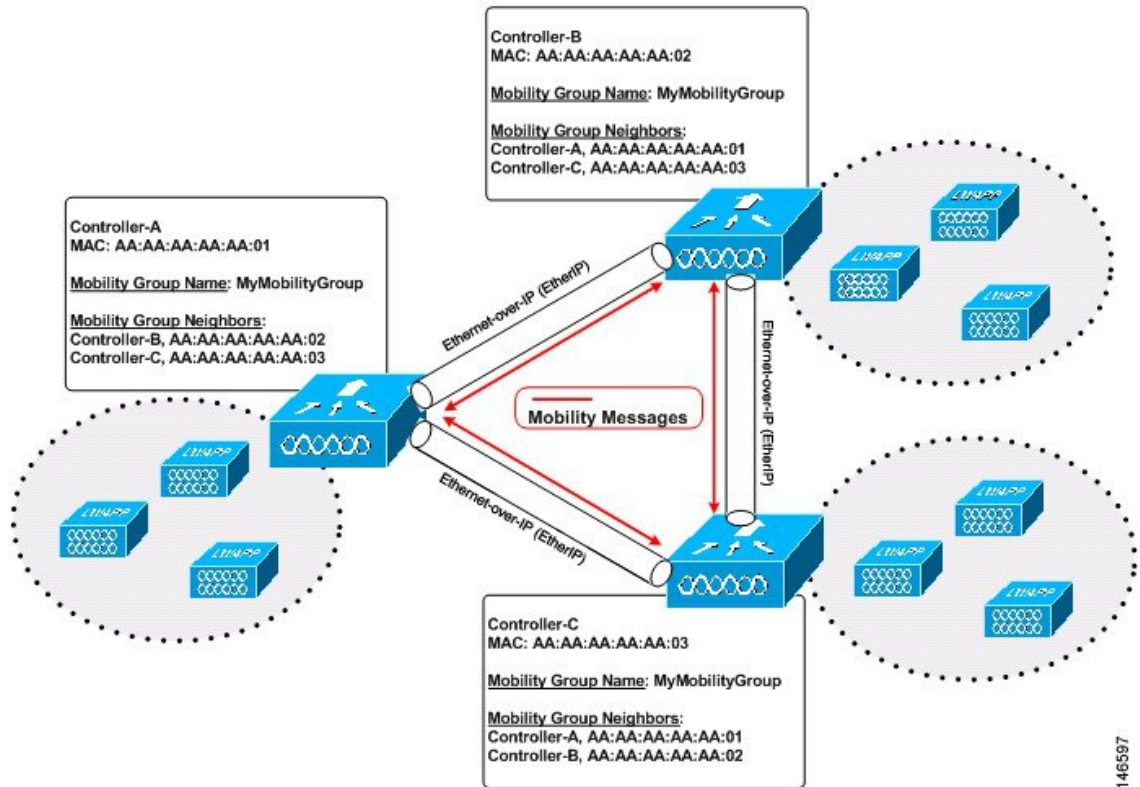 Controller-B
MAC: AA:AA:AA:AA:AA:02
Mobility Group Name: MyMobilityGroup
Mobility Group Neighbors:
Controller-A, AA:AA:AA:AA:AA:01
Controller-C, AA:AA:AA:AA:AA:03
Controller-A
MAC: AA:AA:AA:AA:AA:01
Mobility Group Name: MyMobilityGroup
Mobility Group Neighbors:
Controller-B, AA:AA:AA:AA:AA:02
Controller-C, AA:AA:AA:AA:AA:03
LWAPP
LWAPP
LWAPP
Ethernet-over-IP (EtherIP)
Ethernet-over-IP (EtherIP)
Mobility Messages
LWAPP
LWAPP
LWAPP
Ethernet-over-IP (EtherIP)
LWAPP
LWAPP
LWAPP
Controller-C
MAC: AA:AA:AA:AA:AA:03
Mobility Group Name: MyMobilityGroup
Mobility Group Neighbors:
Controller-A, AA:AA:AA:AA:AA:01
Controller-B, AA:AA:AA:AA:AA:02
146597